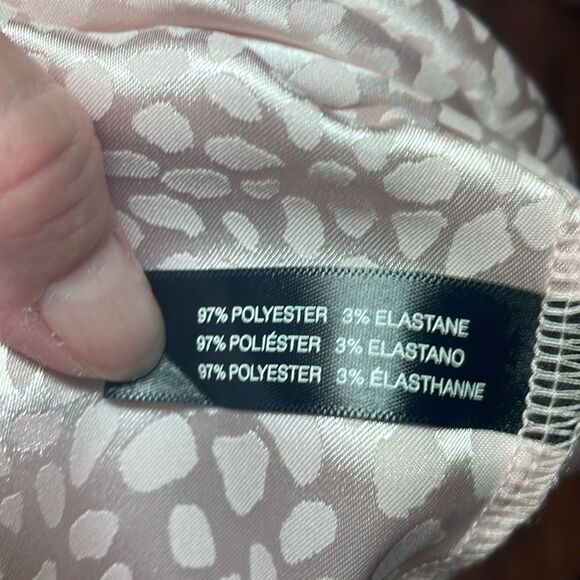 97% POLYESTER 3% ELASTANE
97% POLIÉSTER 3% ELASTANO
97% POLYESTER 3% ÉLASTHANNE